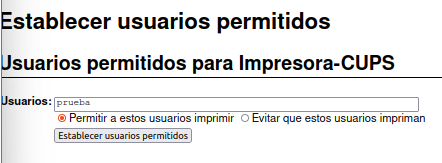 Establecer usuarios permitidos
Usuarios permitidos para Impresora-CUPS
Usuarios: prueba
Permitir a estos usuarios imprimir Evitar que estos usuarios impriman
Establecer usuarios permitidos